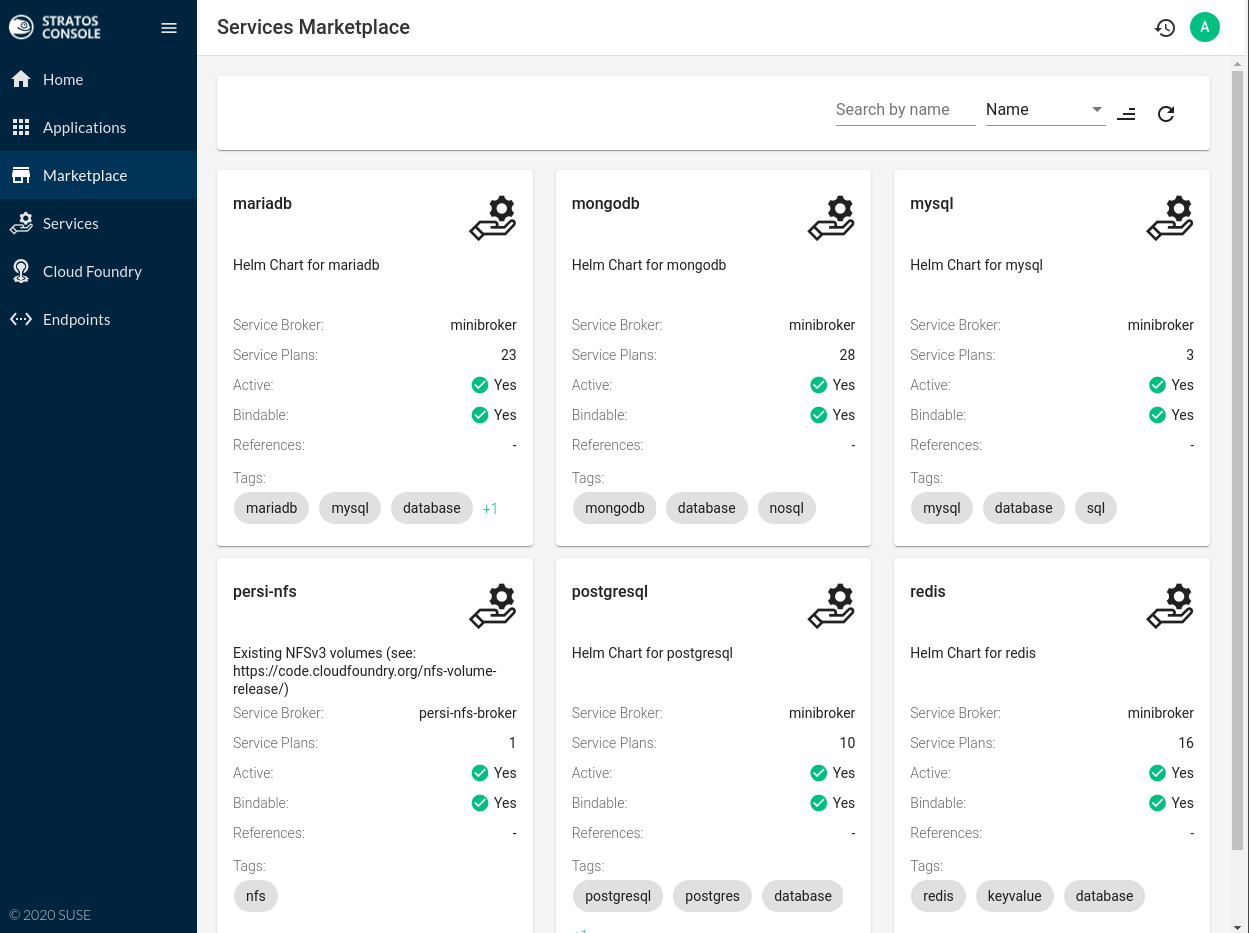 STRATOS
CONSOLE
Services Marketplace
A
Home
Applications
Marketplace
Services
Cloud Foundry
Endpoints
© 2020 SUSE
Search by name
Name
mariadb
Helm Chart for mariadb
Service Broker: minibroker
Service Plans: 23
Active: Yes
Bindable: Yes
References: -
Tags:
mariadb mysql database +1
mongodb
Helm Chart for mongodb
Service Broker: minibroker
Service Plans: 28
Active: Yes
Bindable: Yes
References: -
Tags:
mongodb database nosql
mysql
Helm Chart for mysql
Service Broker: minibroker
Service Plans: 3
Active: Yes
Bindable: Yes
References: -
Tags:
mysql database sql
persi-nfs
Existing NFSv3 volumes (see:
https://code.cloudfoundry.org/nfs-volume-
release/)
Service Broker: persi-nfs-broker
Service Plans: 1
Active: Yes
Bindable: Yes
References: -
Tags:
nfs
postgresql
Helm Chart for postgresql
Service Broker: minibroker
Service Plans: 10
Active: Yes
Bindable: Yes
References: -
Tags:
postgresql postgres database
redis
Helm Chart for redis
Service Broker: minibroker
Service Plans: 16
Active: Yes
Bindable: Yes
References: -
Tags:
redis keyvalue database